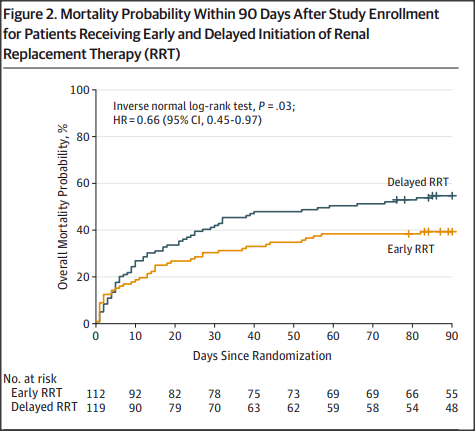 Figure 2. Mortality Probability Within 90 Days After Study Enrollment
for Patients Receiving Early and Delayed Initiation of Renal
Replacement Therapy (RRT)
100
80
60
40
20
0
Overall Mortality Probability, %
Inverse normal log-rank test, P = .03;
HR = 0.66 (95% CI, 0.45-0.97)
Delayed RRT
Early RRT
0 10 20 30 40 50 60 70 80 90
Days Since Randomization
No. at risk
Early RRT 112 92 82 78 75 73 69 69 66 55
Delayed RRT 119 90 79 70 63 62 59 58 54 48